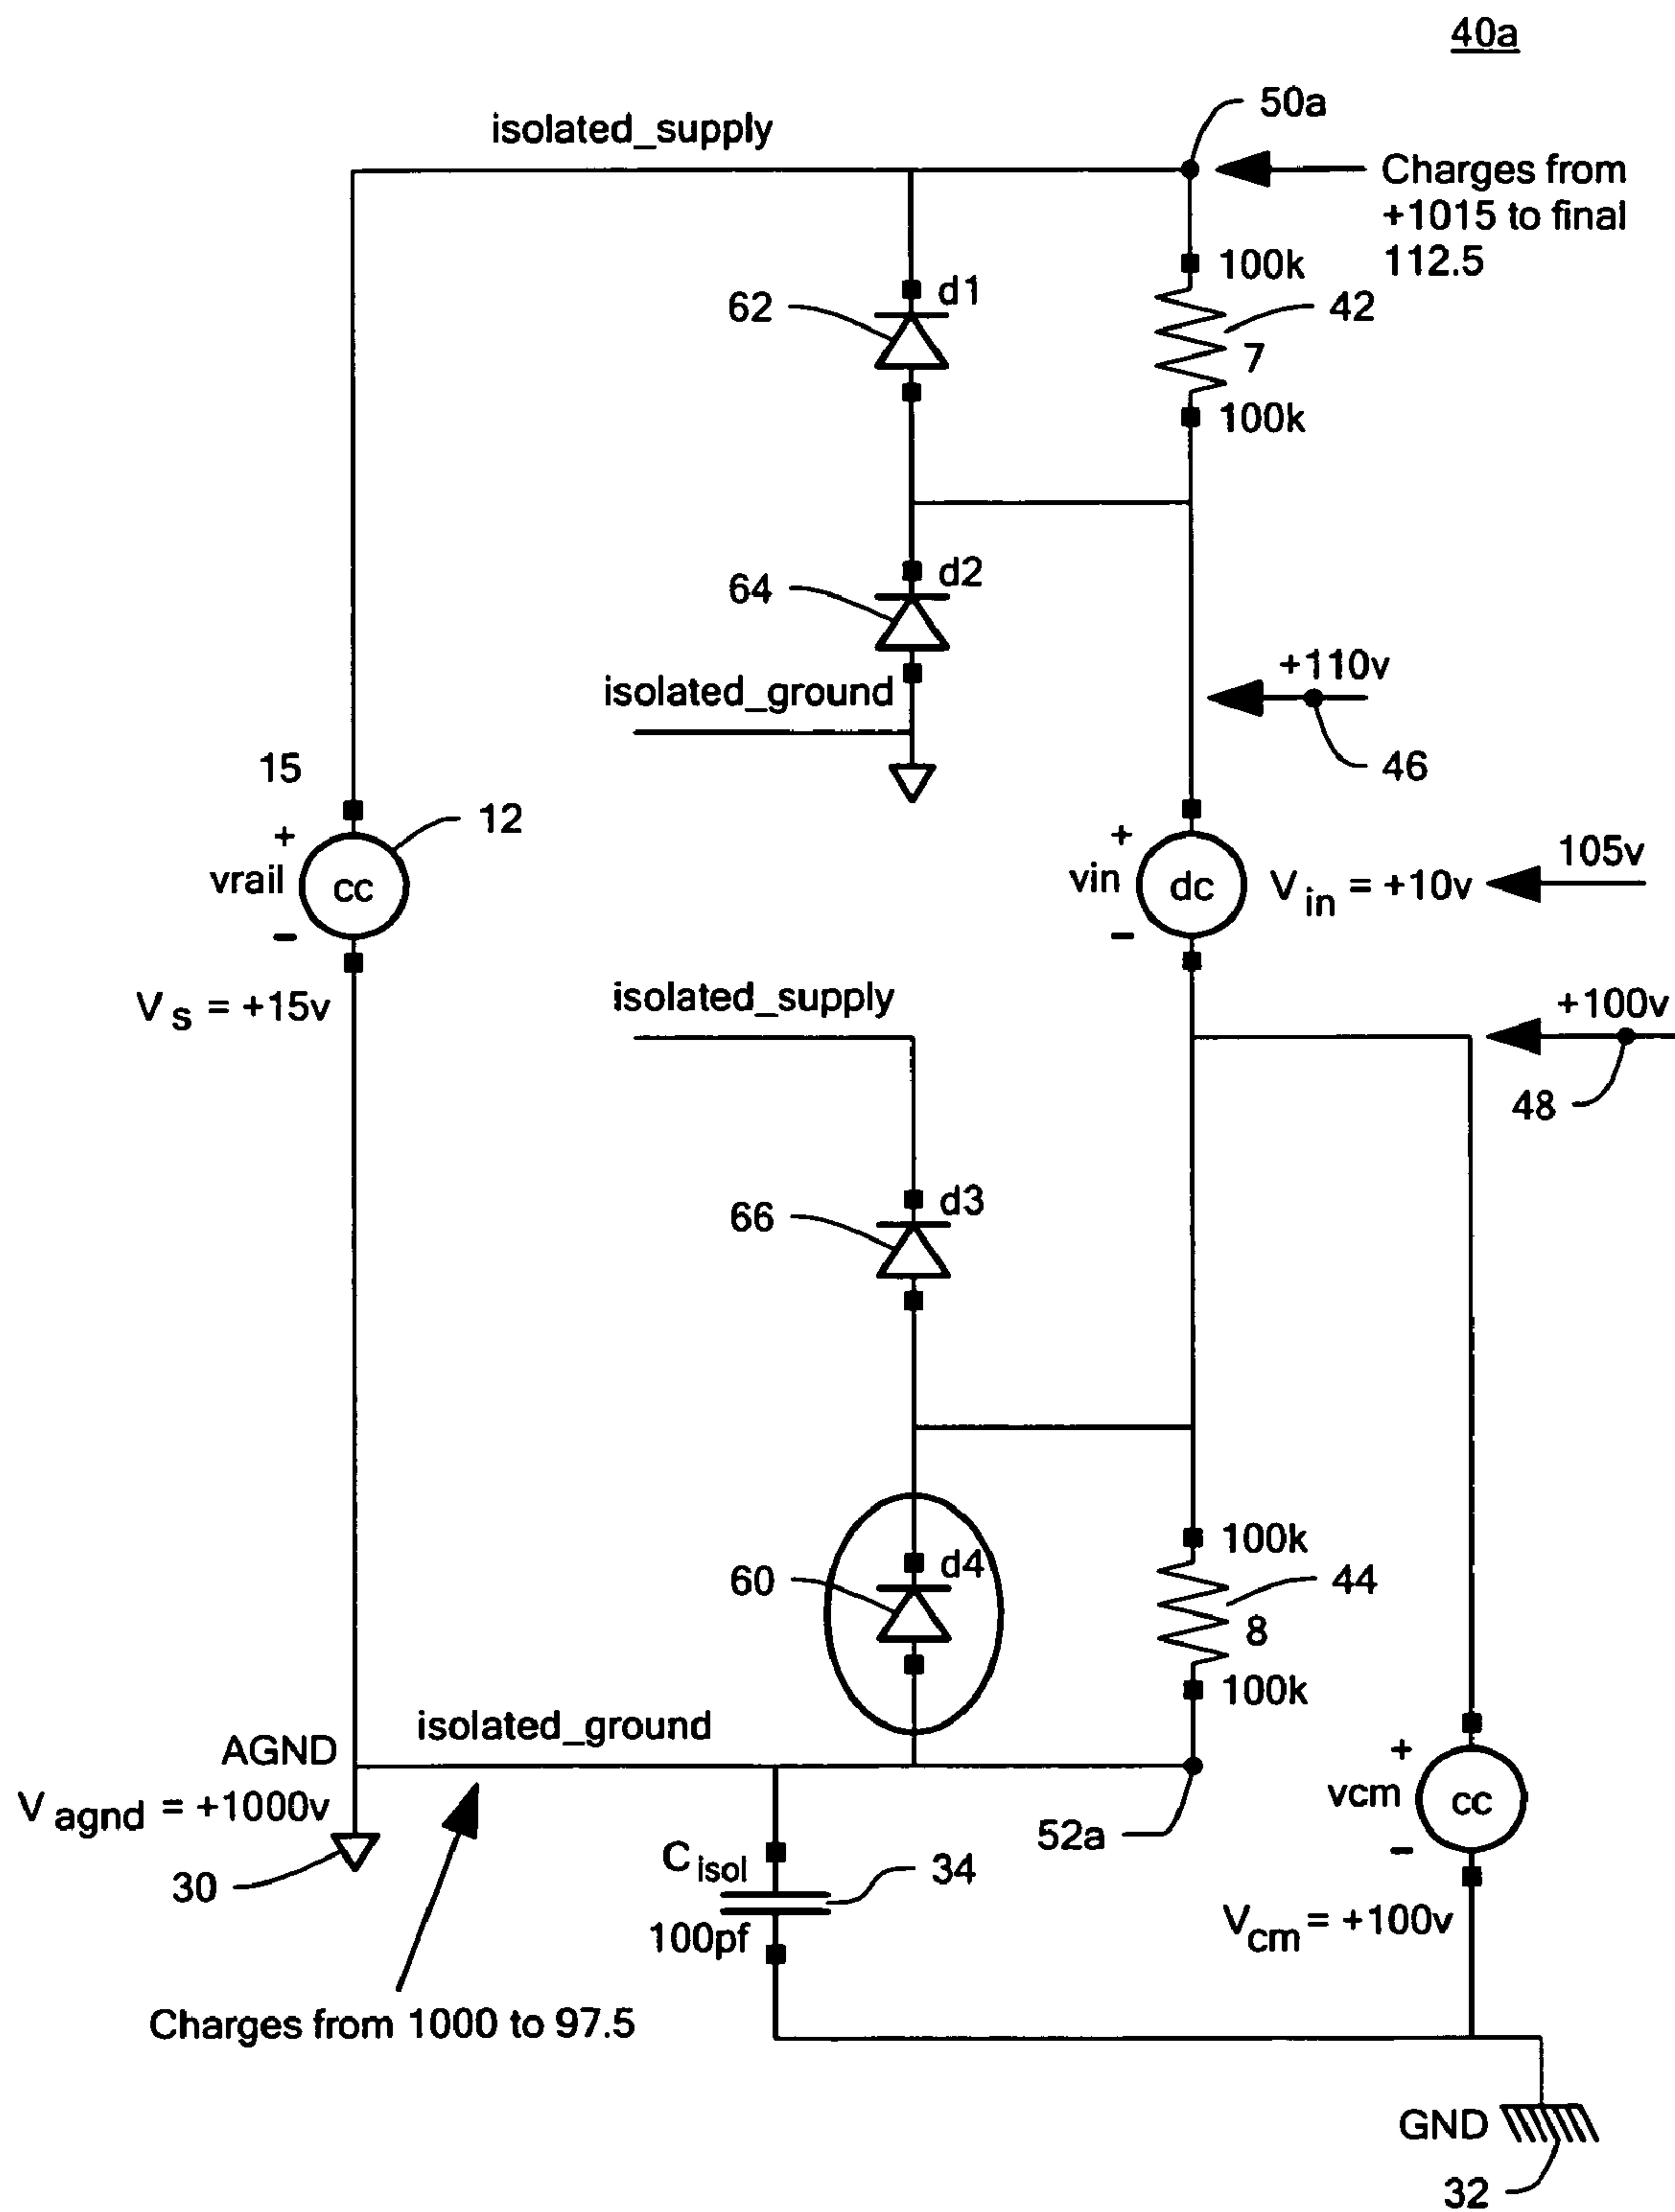 40a
50a
isolated_supply
Charges from
+1015 to final
112.5
d1
100k
62
42
7
100k
d2
64
+110v
isolated_ground
46
15
12
+
vrail
cc
−
V s = +15v
+
vin
dc
−
V in = +10v
105v
isolated_supply
+100v
48
d3
66
100k
d4
60
44
8
100k
isolated_ground
AGND
V agnd = +1000v
30
52a
+
vcm
cc
−
C isol
34
100pf
V cm = +100v
Charges from 1000 to 97.5
GND
32